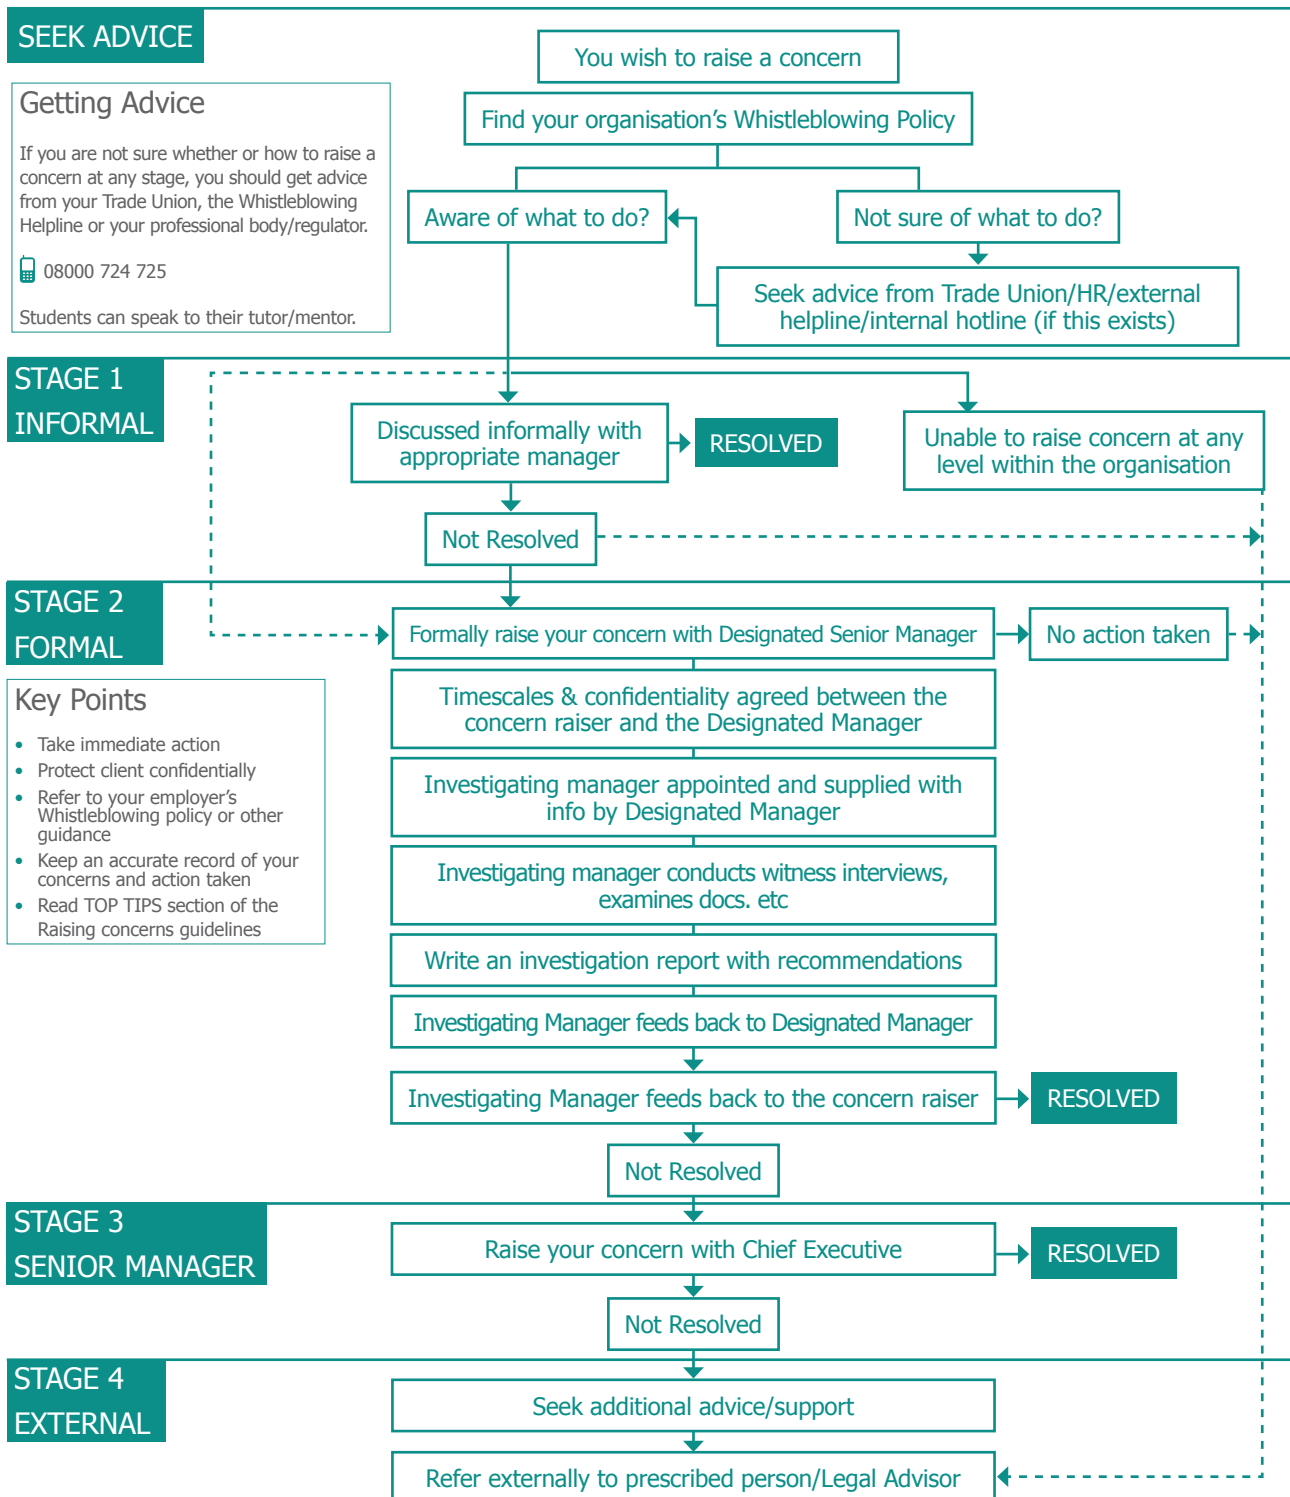 SEEK ADVICE
You wish to raise a concern
Getting Advice
If you are not sure whether or how to raise a
concern at any stage, you should get advice
from your Trade Union, the Whistleblowing
Helpline or your professional body/regulator.
08000 724 725
Students can speak to their tutor/mentor.
Find your organisation's Whistleblowing Policy
Aware of what to do?
Not sure of what to do?
Seek advice from Trade Union/HR/external
helpline/internal hotline (if this exists)
STAGE 1
INFORMAL
Discussed informally with
appropriate manager
RESOLVED
Unable to raise concern at any
level within the organisation
Not Resolved
STAGE 2
FORMAL
Formally raise your concern with Designated Senior Manager
No action taken
Key Points
• Take immediate action
• Protect client confidentially
• Refer to your employer's
Whistleblowing policy or other
guidance
• Keep an accurate record of your
concerns and action taken
• Read TOP TIPS section of the
Raising concerns guidelines
Timescales & confidentiality agreed between the
concern raiser and the Designated Manager
Investigating manager appointed and supplied with
info by Designated Manager
Investigating manager conducts witness interviews,
examines docs. etc
Write an investigation report with recommendations
Investigating Manager feeds back to Designated Manager
Investigating Manager feeds back to the concern raiser
RESOLVED
Not Resolved
STAGE 3
SENIOR MANAGER
Raise your concern with Chief Executive
RESOLVED
Not Resolved
STAGE 4
EXTERNAL
Seek additional advice/support
Refer externally to prescribed person/Legal Advisor